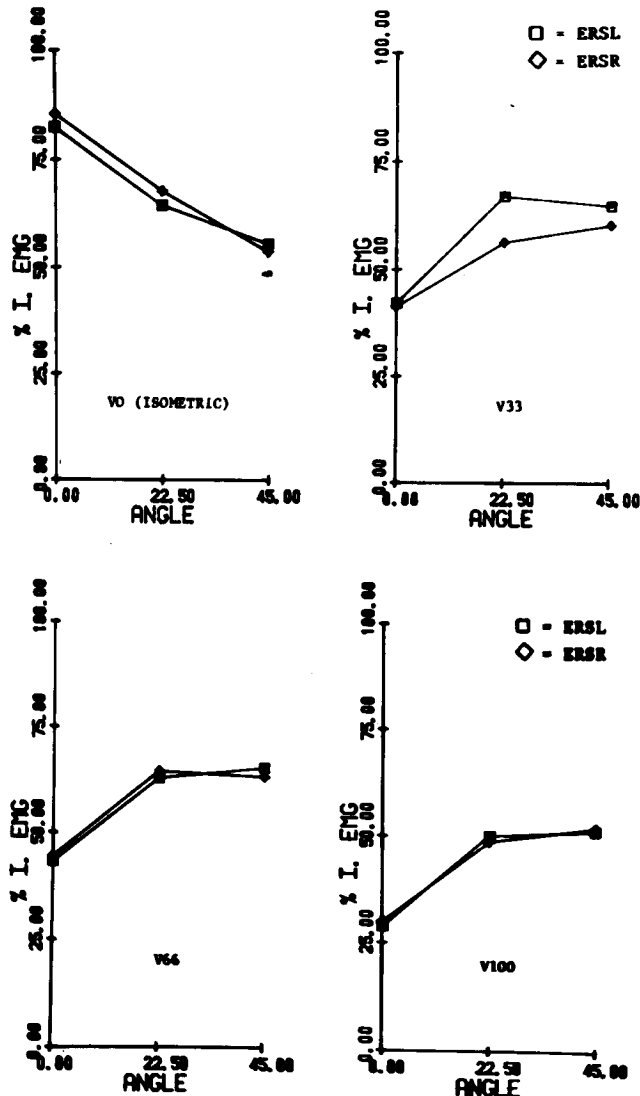 100.00
75.00
50.00
25.00
0.00
% I. EMG
VO (ISOMETRIC)
0.00 22.50 45.00
ANGLE
□ = ERSL
◇ = ERSR
100.00
75.00
50.00
25.00
0.00
% I. EMG
V33
0.00 22.50 45.00
ANGLE
100.00
75.00
50.00
25.00
0.00
% I. EMG
V66
0.00 22.50 45.00
ANGLE
□ = ERSL
◇ = ERSR
100.00
75.00
50.00
25.00
0.00
% I. EMG
V100
0.00 22.50 45.00
ANGLE